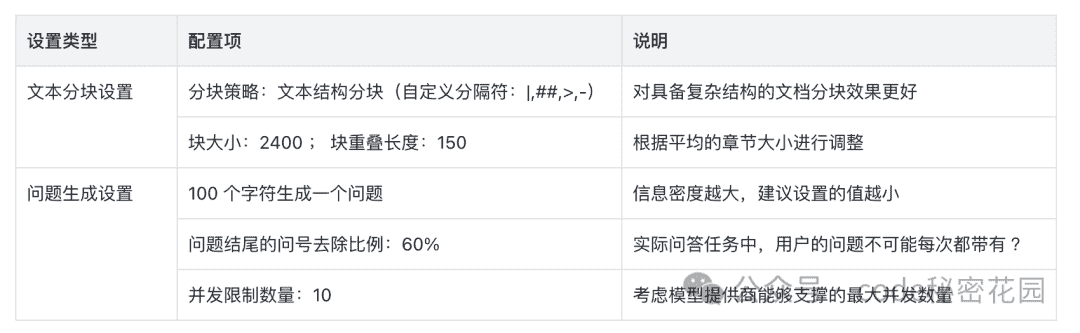 设置类型 配置项 说明
文本分块设置 分块策略：文本结构分块（自定义分隔符：|,##,>,-） 对具备复杂结构的文档分块效果更好
块大小：2400 ； 块重叠长度：150 根据平均的章节大小进行调整
问题生成设置 100 个字符生成一个问题 信息密度越大，建议设置的值越小
问题结尾的问号去除比例：60% 实际问答任务中，用户的问题不可能每次都带有 ?
并发限制数量：10 考虑模型提供商能够支撑的最大并发数量
公众号 code秘密花园